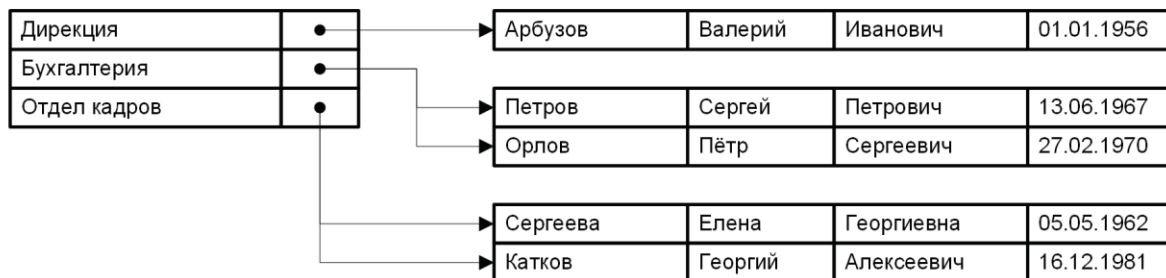 Дирекция Арбузов Валерий Иванович 01.01.1956
Бухгалтерия
Отдел кадров Петров Сергей Петрович 13.06.1967
Орлов Пётр Сергеевич 27.02.1970
Сергеева Елена Георгиевна 05.05.1962
Катков Георгий Алексеевич 16.12.1981